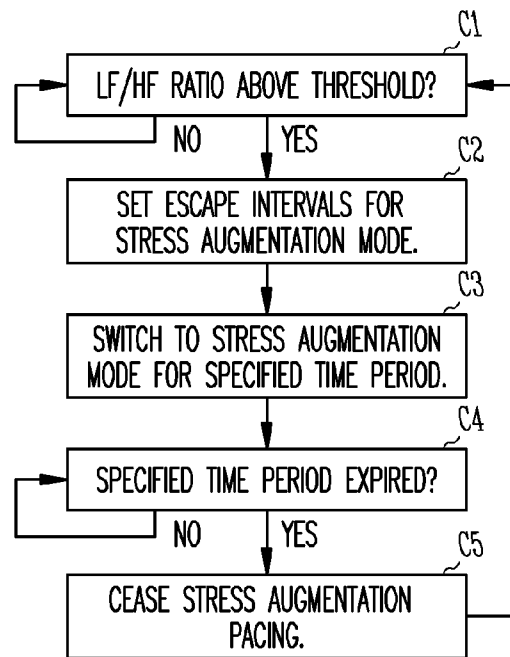 C1
LF/HF RATIO ABOVE THRESHOLD?
NO YES
C2
SET ESCAPE INTERVALS FOR
STRESS AUGMENTATION MODE.
C3
SWITCH TO STRESS AUGMENTATION
MODE FOR SPECIFIED TIME PERIOD.
C4
SPECIFIED TIME PERIOD EXPIRED?
NO YES
C5
CEASE STRESS AUGMENTATION
PACING.